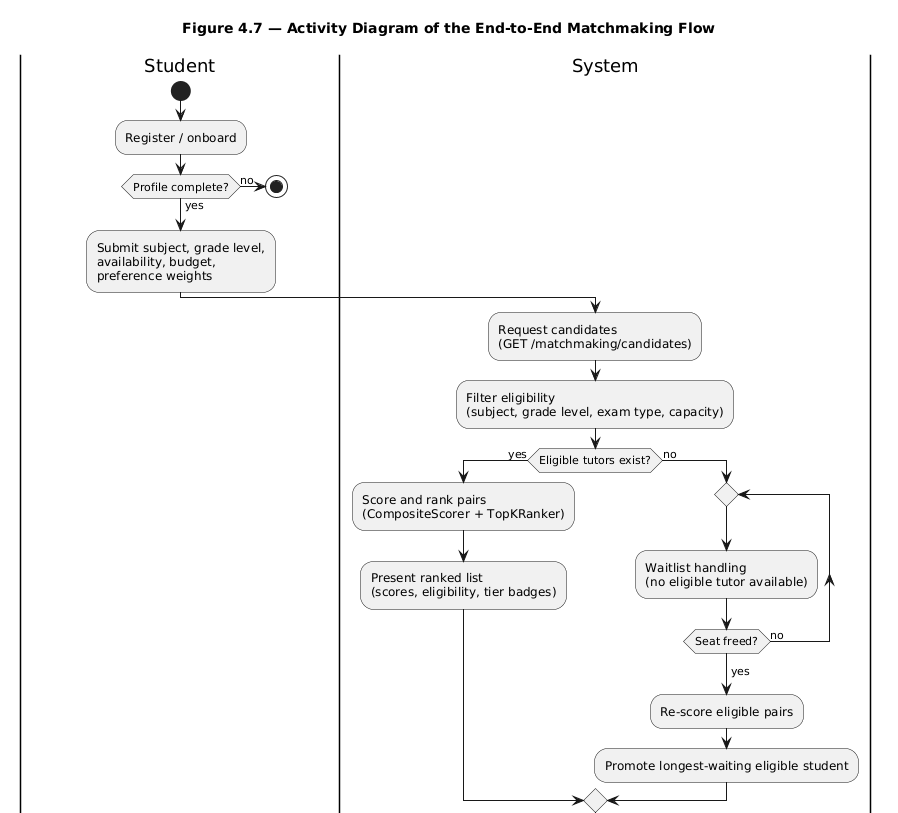 Figure 4.7 — Activity Diagram of the End-to-End Matchmaking Flow
Student
System
Register / onboard
Profile complete?
no
yes
Submit subject, grade level,
availability, budget,
preference weights
Request candidates
(GET /matchmaking/candidates)
Filter eligibility
(subject, grade level, exam type, capacity)
yes
Eligible tutors exist?
no
Score and rank pairs
(CompositeScorer + TopKRanker)
Present ranked list
(scores, eligibility, tier badges)
Waitlist handling
(no eligible tutor available)
Seat freed?
no
yes
Re-score eligible pairs
Promote longest-waiting eligible student